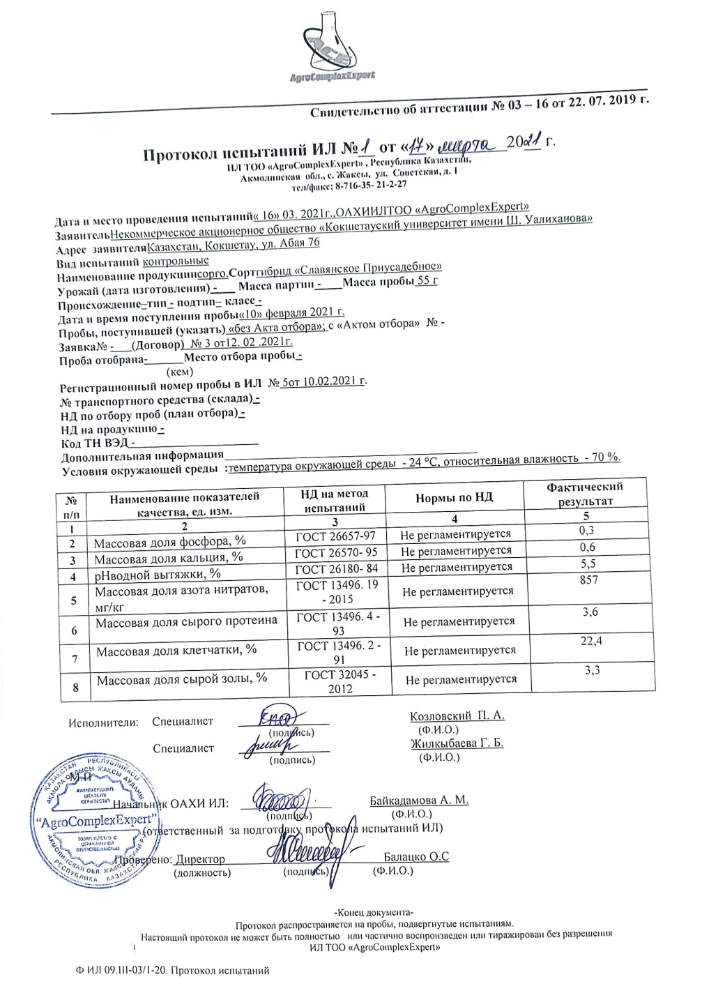 ACE
AgroComplexExpert
Свидетельство об аттестации № 03 – 16 от 22. 07. 2019 г.
Протокол испытаний ИЛ № 1 от «17» марта 2021 г.
ИЛ ТОО «AgroComplexExpert» , Республика Казахстан,
Акмолинская обл., с. Жаксы, ул. Советская, д. 1
тел/факс: 8-716-35- 21-2-27
Дата и место проведения испытаний« 16» 03. 2021г.,ОАХИИЛТОО «AgroComplexExpert»
ЗаявительНекоммерческое акционерное общество «Кокшетауский университет имени Ш. Уалиханова»
Адрес заявителяКазахстан, Кокшетау, ул. Абая 76
Вид испытаний контрольные
Наименование продукциисорго.Сортгибрид «Славянское Приусадебное»
Урожай (дата изготовления) -____ Масса партии -____Масса пробы 55 г
Происхождение–тип - подтип– класс -
Дата и время поступления пробы«10» февраля 2021 г.
Пробы, поступившей (указать) «без Акта отбора»; с «Актом отбора» № -
Заявка№ -___(Договор) № 3 от12. 02 .2021г.
Проба отобрана-______Место отбора пробы -
(кем)
Регистрационный номер пробы в ИЛ № 5от 10.02.2021 г.
№ транспортного средства (склада) -
НД по отбору проб (план отбора) -
НД на продукцию -
Код ТН ВЭД -
Дополнительная информация
Условия окружающей среды :температура окружающей среды - 24 °С, относительная влажность - 70 %.
№ п/п Наименование показателей качества, ед. изм. НД на метод испытаний Нормы по НД Фактический результат
1 2 3 4 5
2 Массовая доля фосфора, % ГОСТ 26657-97 Не регламентируется 0,3
3 Массовая доля кальция, % ГОСТ 26570- 95 Не регламентируется 0,6
4 рНводной вытяжки, % ГОСТ 26180- 84 Не регламентируется 5,5
5 Массовая доля азота нитратов, мг/кг ГОСТ 13496. 19 - 2015 Не регламентируется 857
6 Массовая доля сырого протеина ГОСТ 13496. 4 - 93 Не регламентируется 3,6
7 Массовая доля клетчатки, % ГОСТ 13496. 2 - 91 Не регламентируется 22,4
8 Массовая доля сырой золы, % ГОСТ 32045 - 2012 Не регламентируется 3,3
Исполнители: Специалист Козловский П. А.
(подпись) (Ф.И.О.)
Специалист Жилкыбаева Г. Б.
(подпись) (Ф.И.О.)
М.П
ҚАЗАҚСТАН РЕСПУБЛИКАСЫ
АҚМОЛА ОБЛЫСЫ ЖАҚСЫ АУДАНЫ
ЖАУАПКЕРШІЛІГІ
ШЕКТЕУЛІ
СЕРІКТЕСТІГІ
"AgroComplexExpert"
ТОВАРИЩЕСТВО С
ОГРАНИЧЕННОЙ
ОТВЕТСТВЕННОСТЬЮ
АКМОЛИНСКАЯ ОБЛ. ЖАКСЫНСКИЙ Р
РЕСПУБЛИКА КАЗАХСТАН
Начальник ОАХИ ИЛ: Байкадамова А. М.
(подпись) (Ф.И.О.)
(ответственный за подготовку протокола испытаний ИЛ)
Проверено: Директор Балацко О.С
(должность) (подпись) (Ф.И.О.)
-Конец документа-
Протокол распространяется на пробы, подвергнутые испытаниям.
Настоящий протокол не может быть полностью или частично воспроизведен или тиражирован без разрешения
ИЛ ТОО «AgroComplexExpert»
Ф ИЛ 09.III-03/1-20. Протокол испытаний